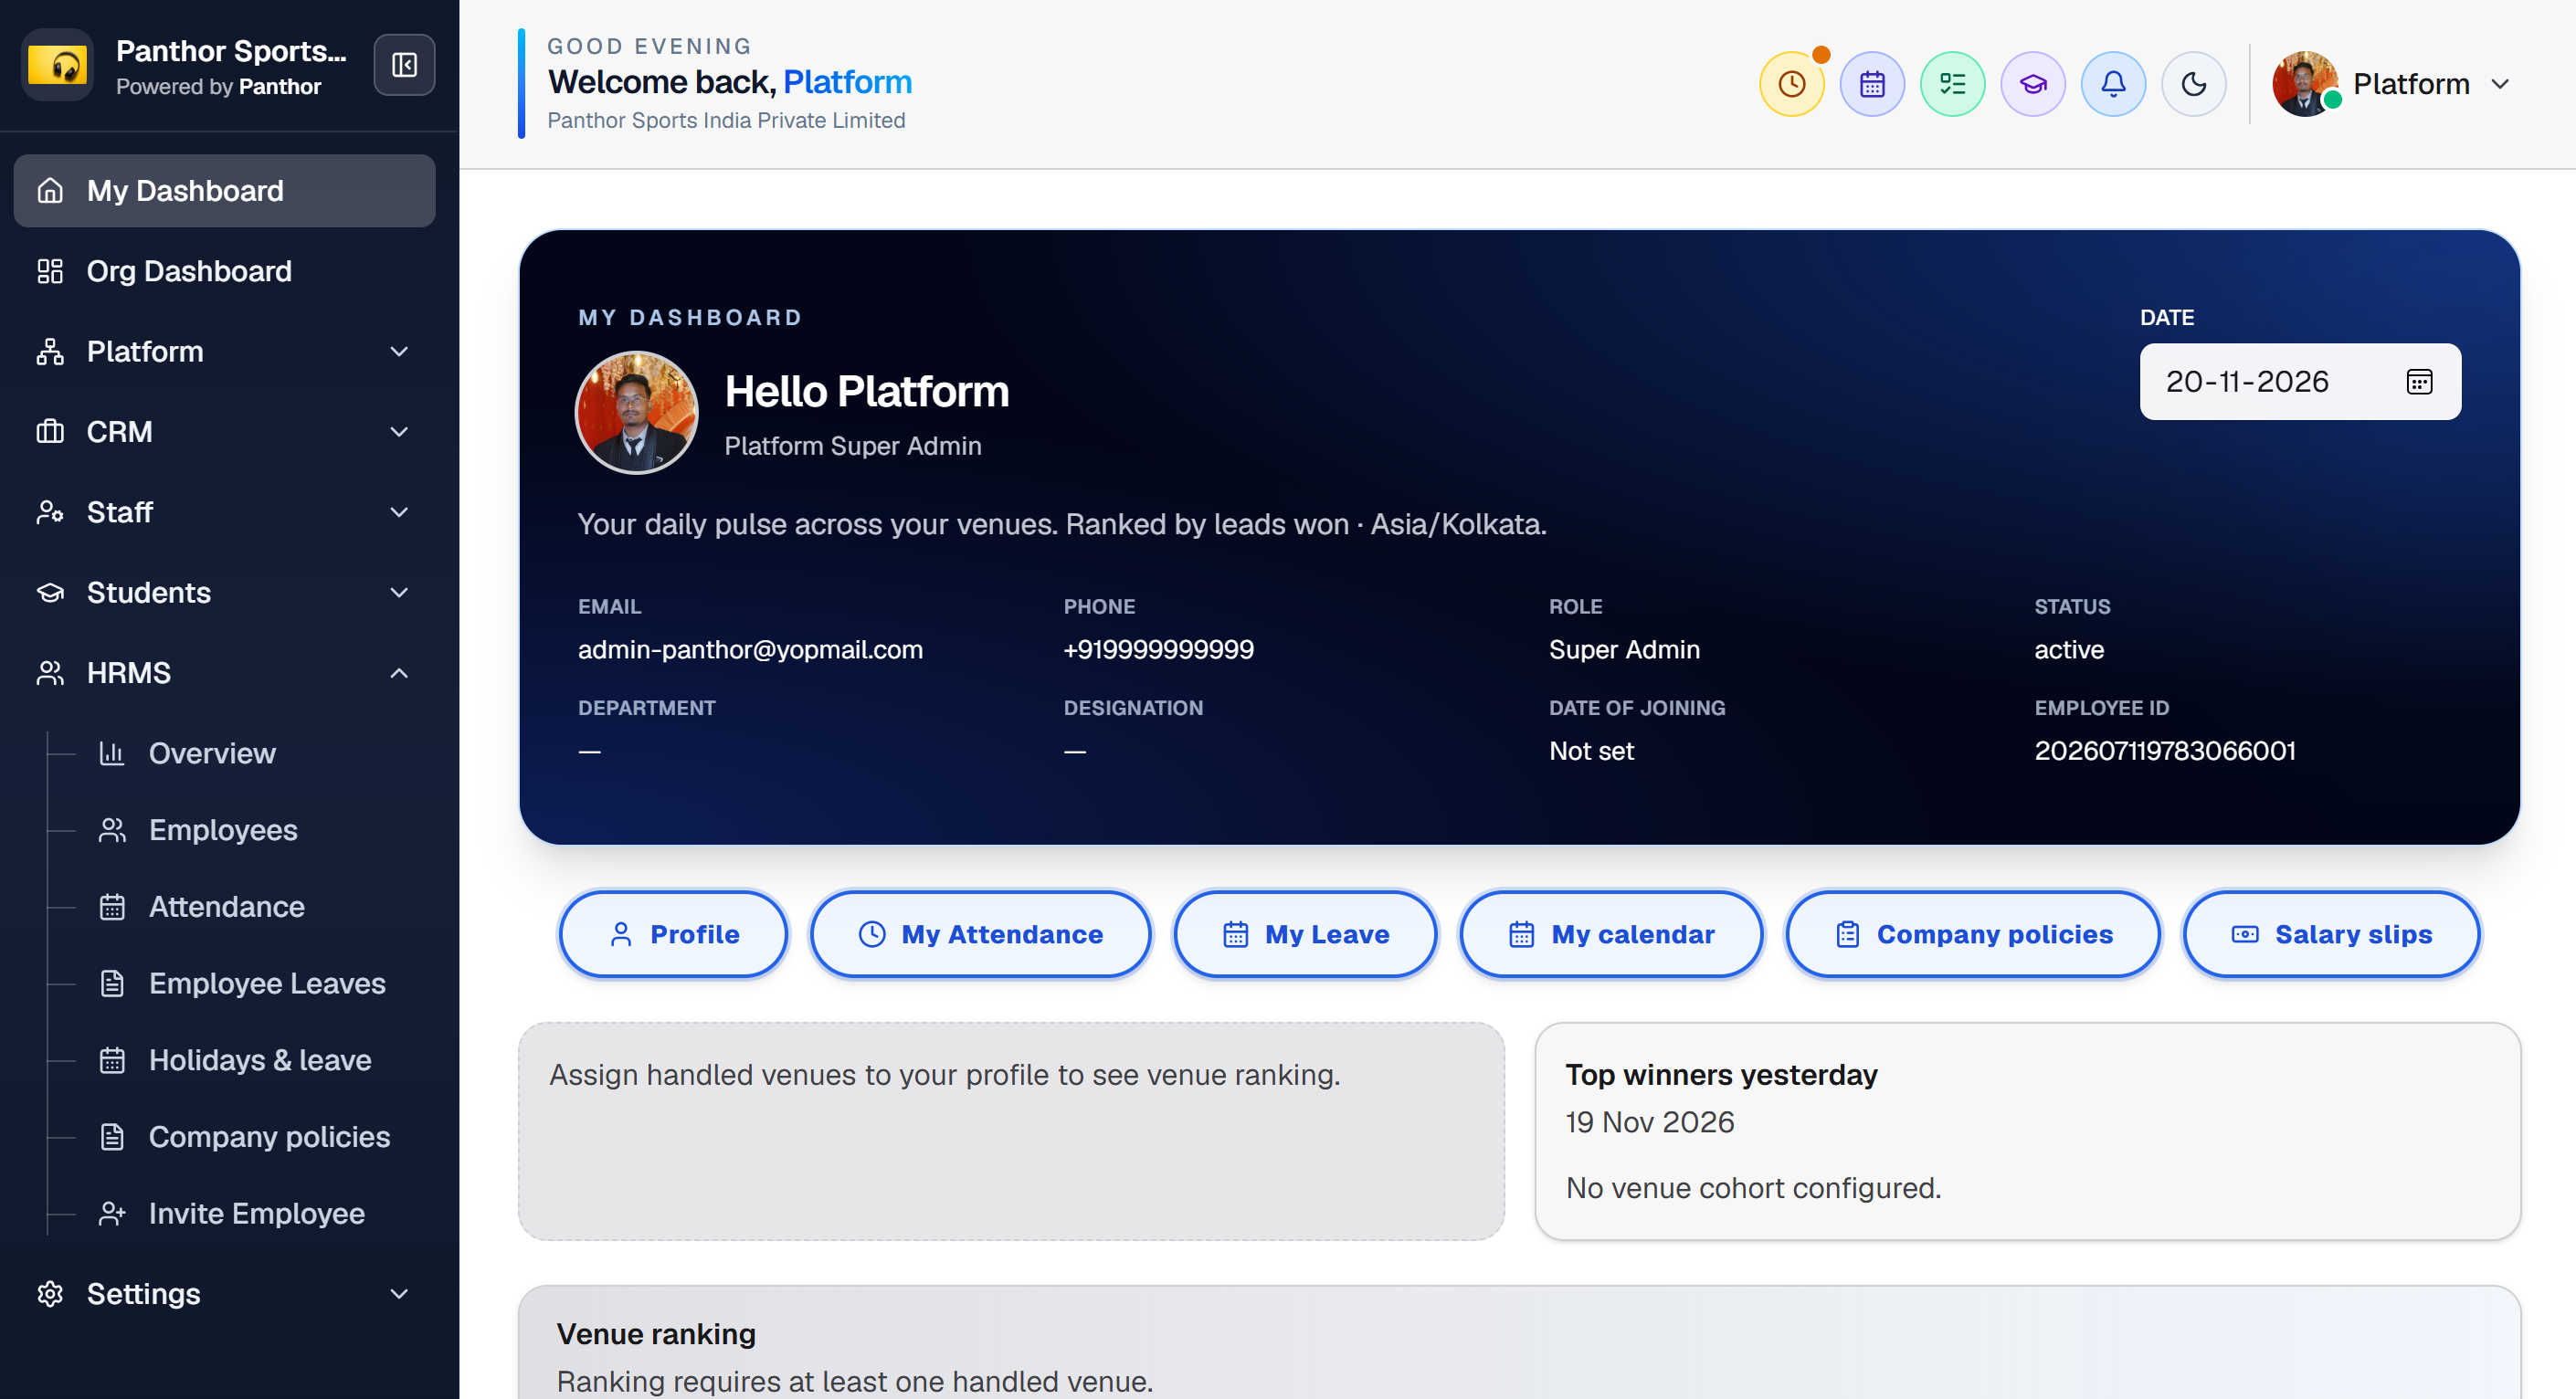 Panthor Sports...
Powered by Panthor
My Dashboard
Org Dashboard
Platform
CRM
Staff
Students
HRMS
Overview
Employees
Attendance
Employee Leaves
Holidays & leave
Company policies
Invite Employee
Settings
GOOD EVENING
Welcome back, Platform
Panthor Sports India Private Limited
Platform
MY DASHBOARD
Hello Platform
Platform Super Admin
DATE
20-11-2026
Your daily pulse across your venues. Ranked by leads won · Asia/Kolkata.
EMAIL
admin-panthor@yopmail.com
PHONE
+919999999999
ROLE
Super Admin
STATUS
active
DEPARTMENT
—
DESIGNATION
—
DATE OF JOINING
Not set
EMPLOYEE ID
202607119783066001
Profile
My Attendance
My Leave
My calendar
Company policies
Salary slips
Assign handled venues to your profile to see venue ranking.
Top winners yesterday
19 Nov 2026
No venue cohort configured.
Venue ranking
Ranking requires at least one handled venue.